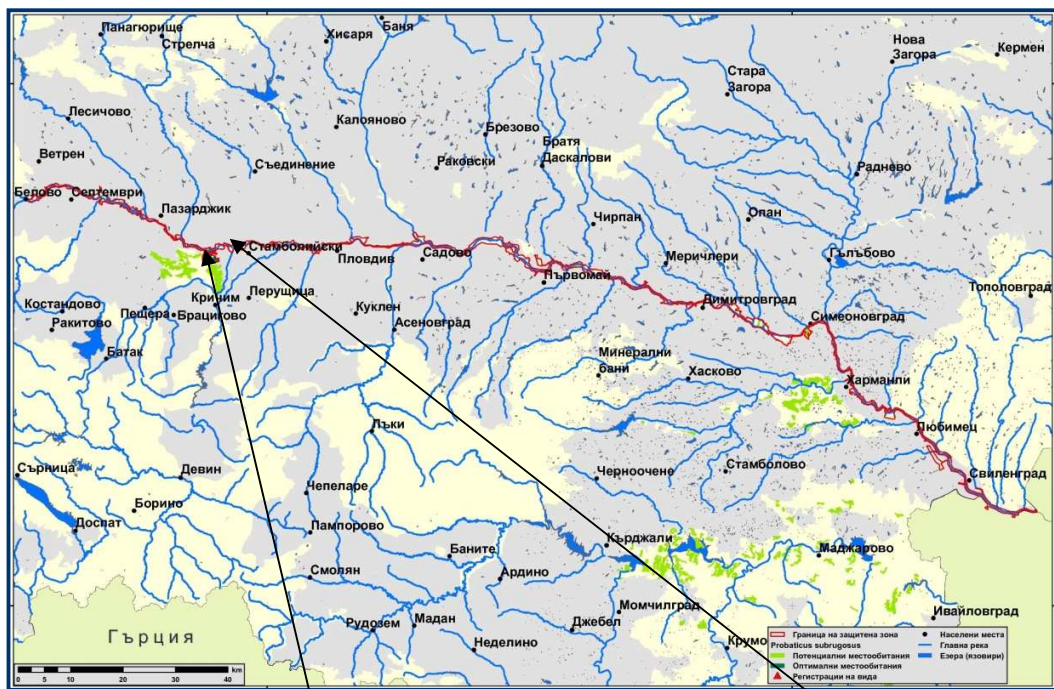 Панагюрище
Стрелча
Хисаря
Баня
Нова
Загора
Кермен
Стара
Загора
Лесичово
Калояново
Брезово
Братя
Даскалови
Ветрен
Съединение
Раковски
Раднево
Белово
Септември
Пазарджик
Чирпан
Опан
Стамболийски
Пловдив
Садово
Меричлери
Гълъбово
Първомай
Тополовград
Костандово
Кричим
Перущица
Пещера
Брацигово
Куклен
Димитровград
Ракитово
Асеновград
Симеоновград
Батак
Минерални
бани
Хасково
Харманли
Лъки
Любимец
Сърница
Девин
Черноочене
Стамболово
Свиленград
Чепеларе
Борино
Доспат
Пампорово
Баните
Кърджали
Маджарово
Смолян
Ардино
Момчилград
Ивайловград
Гърция
Рудозем
Мадан
Джебел
Неделино
Крумо
Граница на защитена зона
Населени места
Probaticus subrugosus
Главна река
Потенциални местообитания
Езера (язовири)
Оптимални местообитания
Регистрации на вида
km
0 5 10 20 30 40